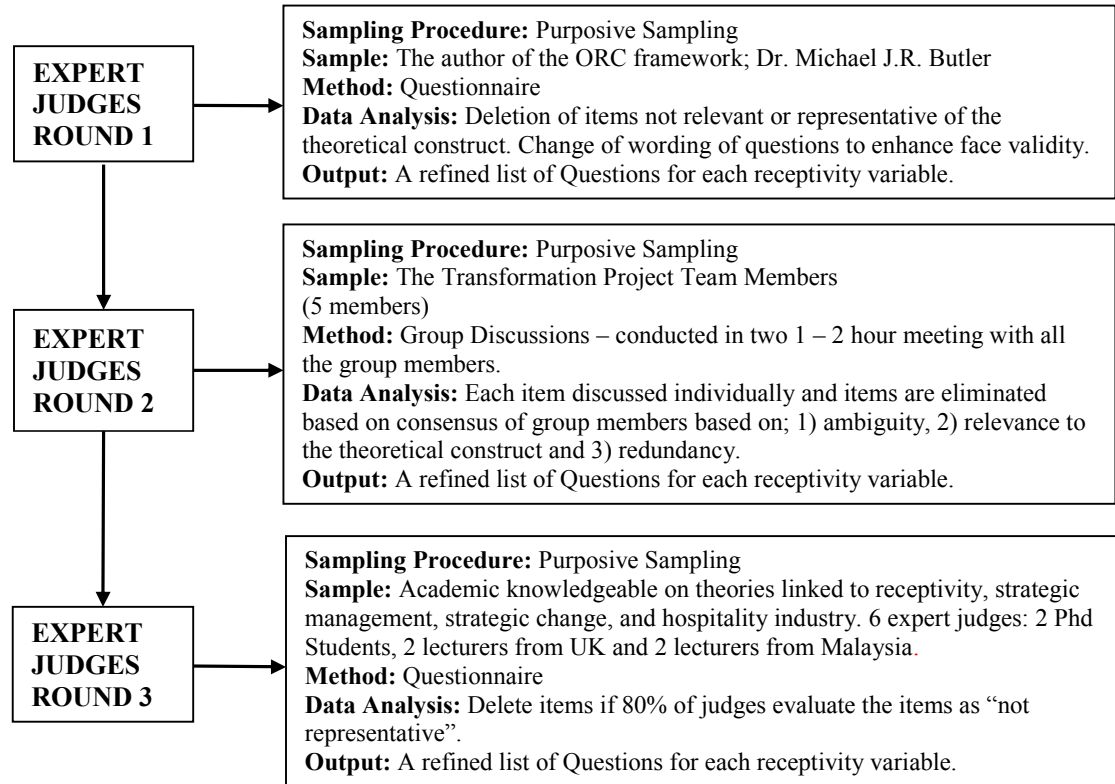 EXPERT
JUDGES
ROUND 1
Sampling Procedure: Purposive Sampling
Sample: The author of the ORC framework; Dr. Michael J.R. Butler
Method: Questionnaire
Data Analysis: Deletion of items not relevant or representative of the
theoretical construct. Change of wording of questions to enhance face validity.
Output: A refined list of Questions for each receptivity variable.
EXPERT
JUDGES
ROUND 2
Sampling Procedure: Purposive Sampling
Sample: The Transformation Project Team Members
(5 members)
Method: Group Discussions – conducted in two 1 – 2 hour meeting with all
the group members.
Data Analysis: Each item discussed individually and items are eliminated
based on consensus of group members based on; 1) ambiguity, 2) relevance to
the theoretical construct and 3) redundancy.
Output: A refined list of Questions for each receptivity variable.
EXPERT
JUDGES
ROUND 3
Sampling Procedure: Purposive Sampling
Sample: Academic knowledgeable on theories linked to receptivity, strategic
management, strategic change, and hospitality industry. 6 expert judges: 2 Phd
Students, 2 lecturers from UK and 2 lecturers from Malaysia.
Method: Questionnaire
Data Analysis: Delete items if 80% of judges evaluate the items as “not
representative”.
Output: A refined list of Questions for each receptivity variable.